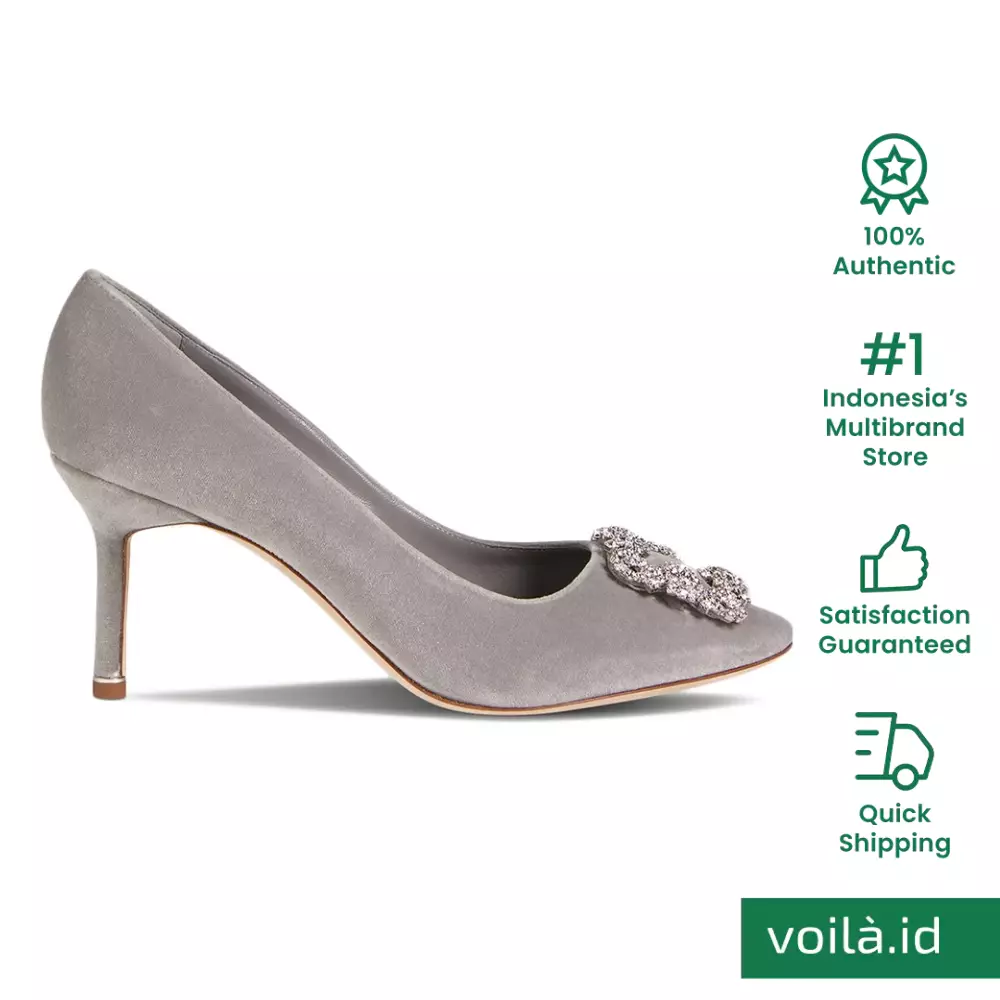 100%
Authentic
#1
Indonesia's
Multibrand
Store
Satisfaction
Guaranteed
Quick
Shipping
voilà.id